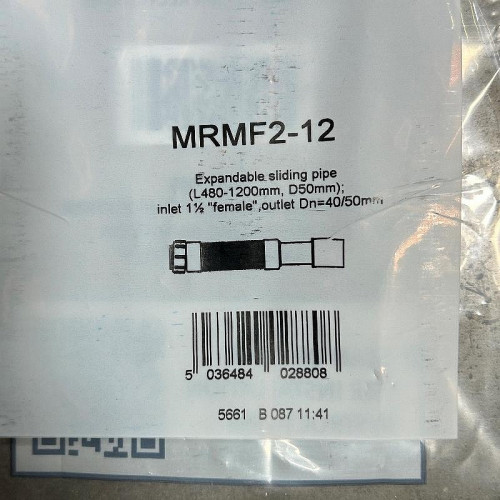 MRMF2-12
Expandable sliding pipe
(L480-1200mm, D50mm);
inlet 1½ "female",outlet Dn=40/50mm
5 036484 028808
5661 B 087 11:41